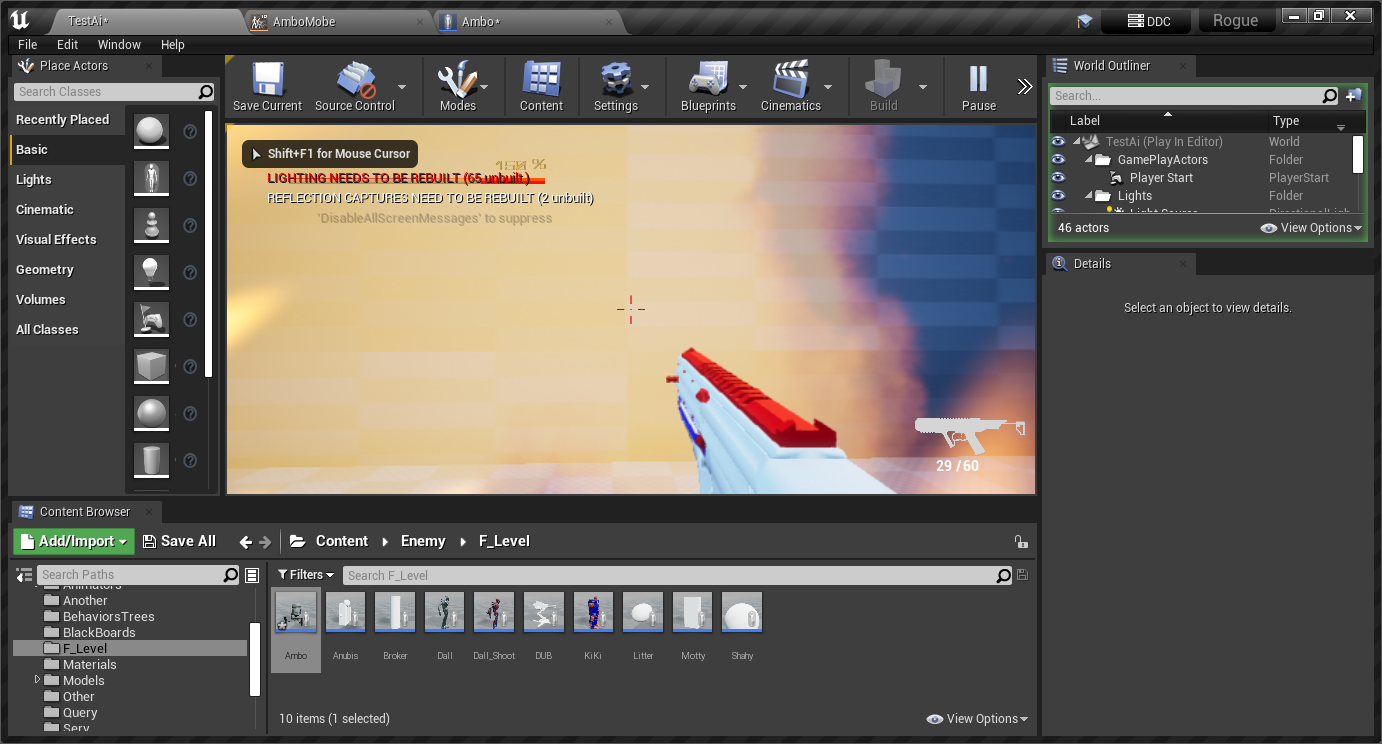 TestAi*
AmboMobe
Ambo*
DDC
Rogue
File Edit Window Help
Place Actors
Search Classes
Recently Played
Basic
Lights
Cinematic
Visual Effects
Geometry
Volumes
All Classes
Save Current
Source Control
Modes
Content
Settings
Blueprints
Cinematics
Build
Pause
Shift+F1 for Mouse Cursor
150 %
LIGHTING NEEDS TO BE REBUILT (65 unbuilt)
REFLECTION CAPTURES NEED TO BE REBUILT (2 unbuilt)
'DisableAllScreenMessages' to suppress
29 / 60
World Outliner
Search...
Label Type
TestAi (Play In Editor) World
GamePlayActors Folder
Player Start PlayerStart
Lights Folder
Light Source DirectionalLigh
46 actors
View Options
Details
Select an object to view details.
Content Browser
Add/Import
Save All
Content
Enemy
F_Level
Search Paths
Animators
Another
BehaviorsTrees
BlackBoards
F_Level
Materials
Models
Other
Query
Serv
Filters
Search F_Level
Ambo
Anubis
Broker
Dall
Dall_Shoot
DUB
KiKi
Litter
Motty
Shahy
10 items (1 selected)
View Options